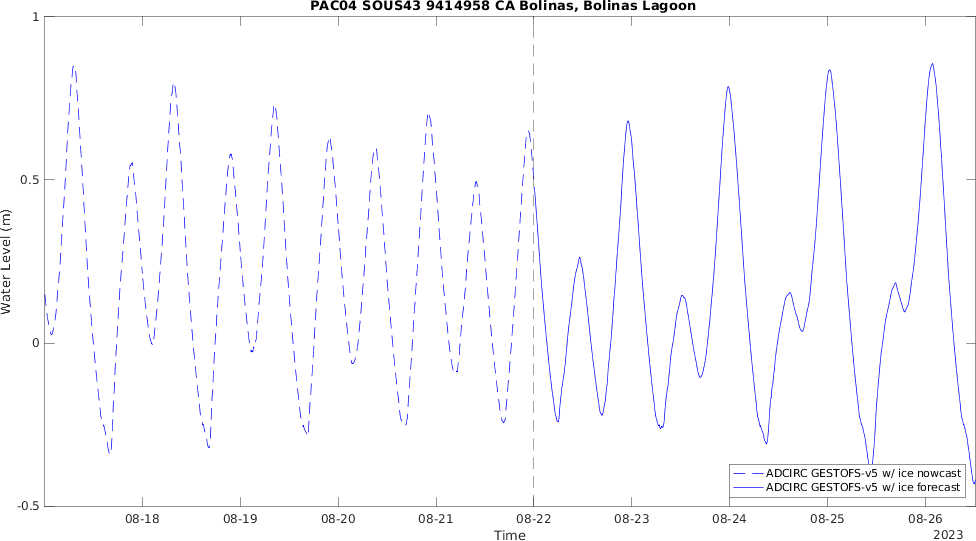 PAC04 SOUS43 9414958 CA Bolinas, Bolinas Lagoon
1
0.5
0
-0.5
Water Level (m)
ADCIRC GESTOFS-v5 w/ ice nowcast
ADCIRC GESTOFS-v5 w/ ice forecast
08-18 08-19 08-20 08-21 08-22 08-23 08-24 08-25 08-26
Time
2023